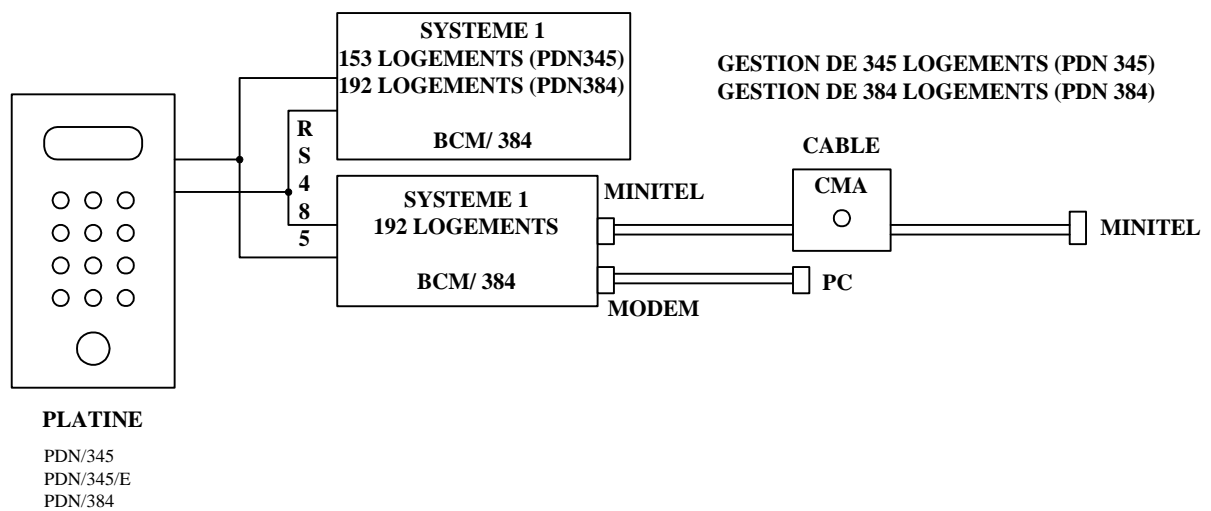 SYSTEME 1
153 LOGEMENTS (PDN345)
192 LOGEMENTS (PDN384)
BCM/ 384
GESTION DE 345 LOGEMENTS (PDN 345)
GESTION DE 384 LOGEMENTS (PDN 384)
R
S
4
8
5
CABLE
CMA
SYSTEME 1
192 LOGEMENTS
BCM/ 384
MINITEL
MINITEL
PC
MODEM
PLATINE
PDN/345
PDN/345/E
PDN/384